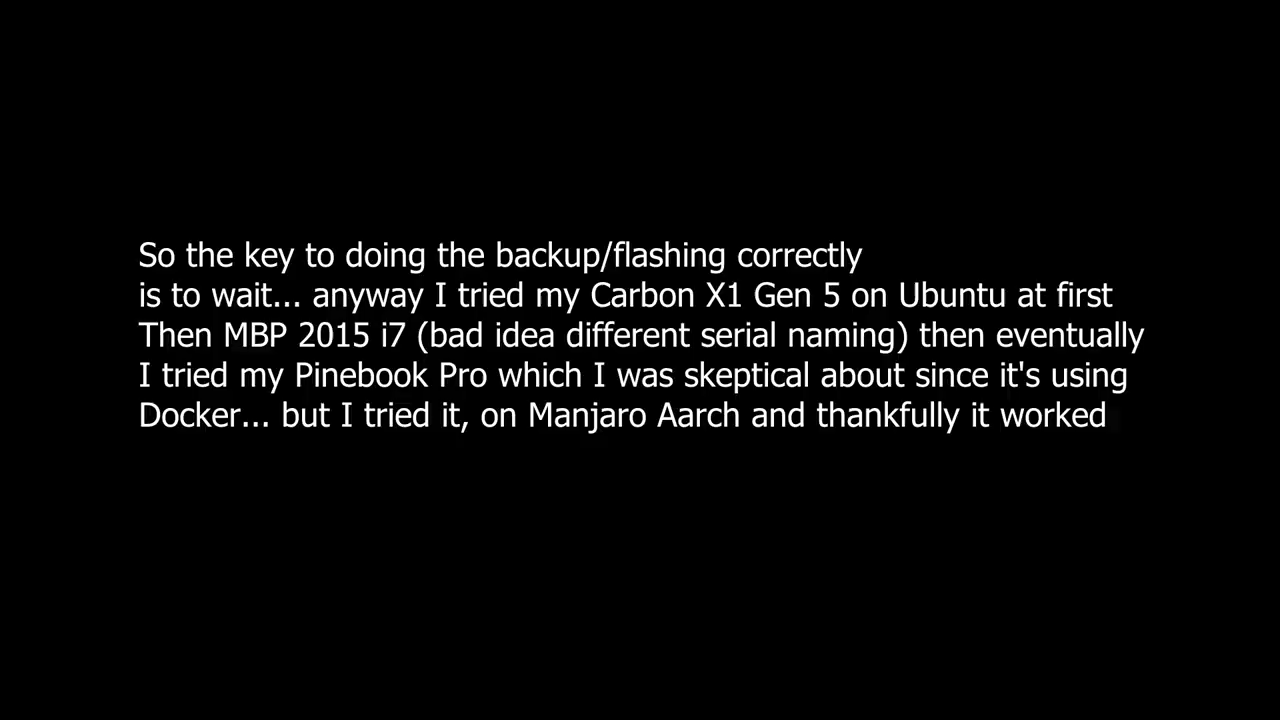 So the key to doing the backup/flashing correctly
is to wait... anyway I tried my Carbon X1 Gen 5 on Ubuntu at first
Then MBP 2015 i7 (bad idea different serial naming) then eventually
I tried my Pinebook Pro which I was skeptical about since it's using
Docker... but I tried it, on Manjaro Aarch and thankfully it worked